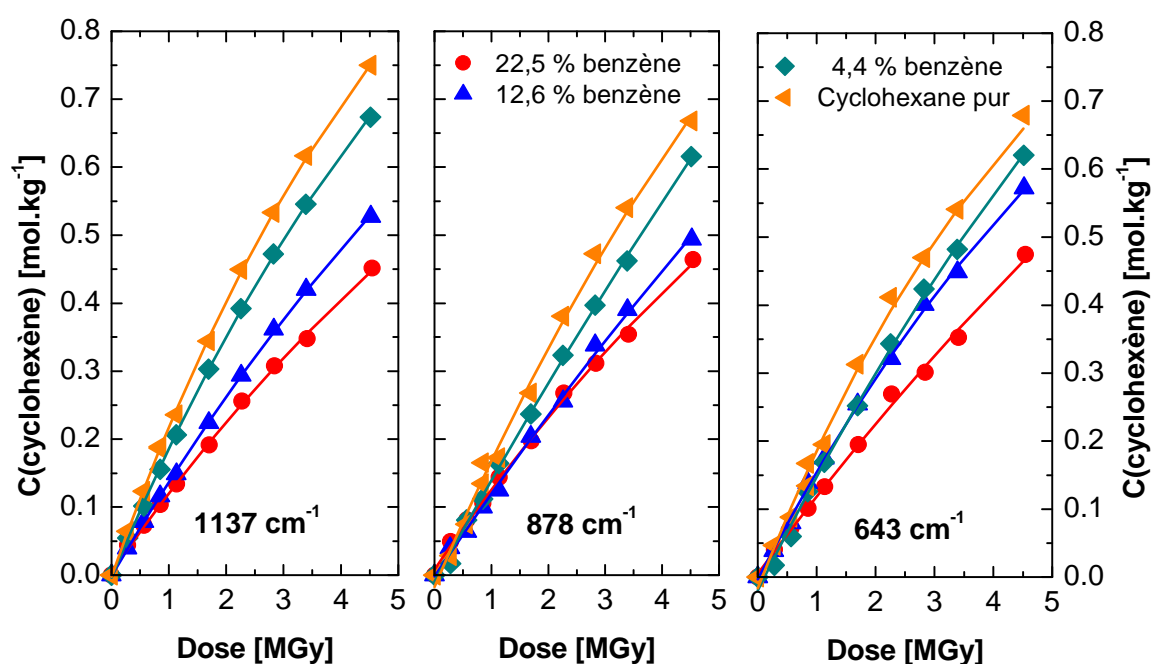 C(cyclohexène) [mol.kg-1]
0.8
0.7
0.6
0.5
0.4
0.3
0.2
0.1
0.0
1137 cm-1
0 1 2 3 4 5
Dose [MGy]
22,5 % benzène
12,6 % benzène
878 cm-1
0 1 2 3 4 5
Dose [MGy]
4,4 % benzène
Cyclohexane pur
643 cm-1
0 1 2 3 4 5
Dose [MGy]
0.8
0.7
0.6
0.5
0.4
0.3
0.2
0.1
0.0
C(cyclohexène) [mol.kg-1]